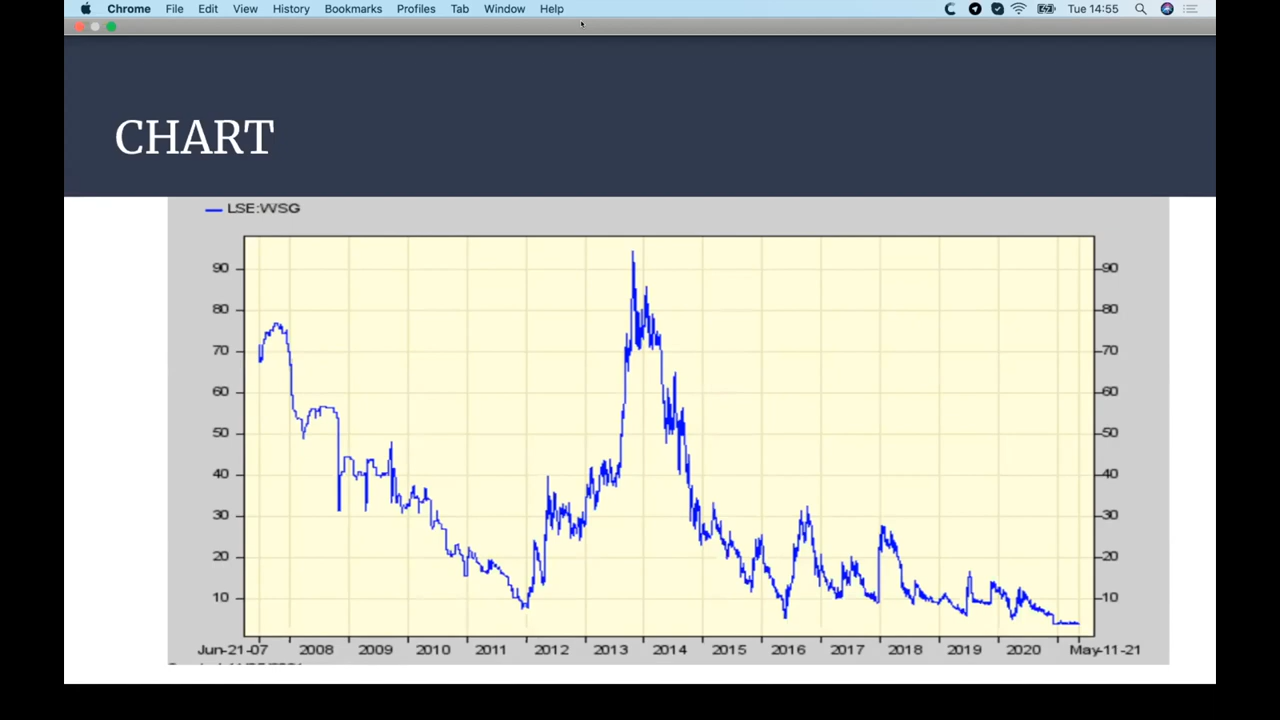 Chrome File Edit View History Bookmarks Profiles Tab Window Help Tue 14:55
CHART
LSE:WSG
90 90
80 80
70 70
60 60
50 50
40 40
30 30
20 20
10 10
Jun-21-07 2008 2009 2010 2011 2012 2013 2014 2015 2016 2017 2018 2019 2020 May-11-21